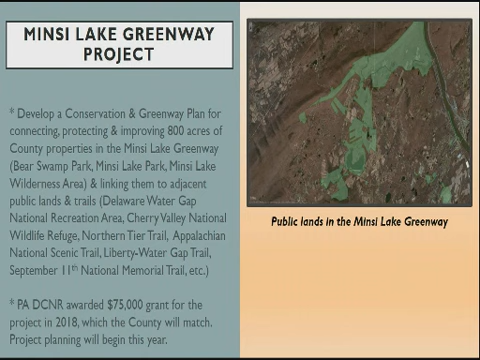 MINSI LAKE GREENWAY
PROJECT
* Develop a Conservation & Greenway Plan for
connecting, protecting & improving 800 acres of
County properties in the Minsi Lake Greenway
(Bear Swamp Park, Minsi Lake Park, Minsi Lake
Wilderness Area) & linking them to adjacent
public lands & trails (Delaware Water Gap
National Recreation Area, Cherry Valley National
Wildlife Refuge, Northern Tier Trail, Appalachian
National Scenic Trail, Liberty-Water Gap Trail,
September 11th National Memorial Trail, etc.)
* PA DCNR awarded $75,000 grant for the
project in 2018, which the County will match.
Project planning will begin this year.
Public lands in the Minsi Lake Greenway